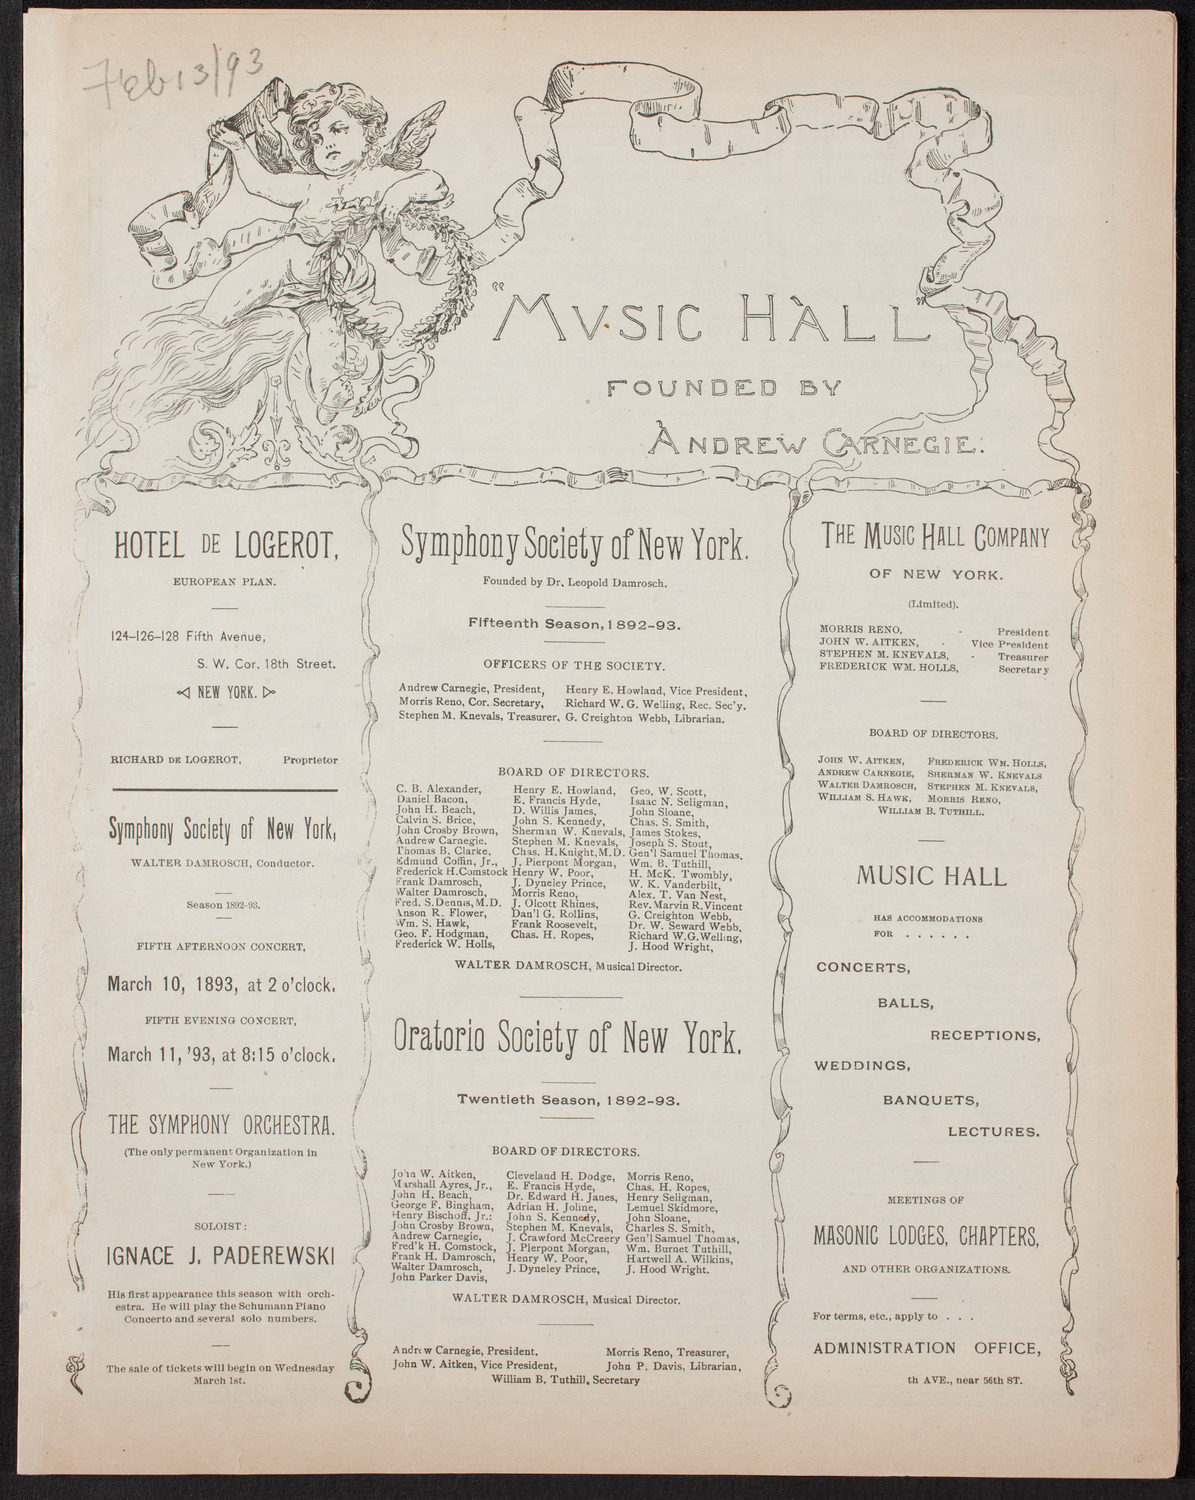 Feb 13/93
"MVSIC HALL"
FOUNDED BY
ANDREW CARNEGIE.
HOTEL DE LOGEROT,
EUROPEAN PLAN.
124–126–128 Fifth Avenue,
S. W. Cor. 18th Street.
NEW YORK.
RICHARD DE LOGEROT, Proprietor
Symphony Society of New York,
WALTER DAMROSCH, Conductor.
Season 1892-93.
FIFTH AFTERNOON CONCERT,
March 10, 1893, at 2 o'clock.
FIFTH EVENING CONCERT,
March 11, '93, at 8:15 o'clock.
THE SYMPHONY ORCHESTRA.
(The only permanent Organization in
New York.)
SOLOIST:
IGNACE J. PADEREWSKI
His first appearance this season with orch-
estra. He will play the Schumann Piano
Concerto and several solo numbers.
The sale of tickets will begin on Wednesday
March 1st.
Symphony Society of New York.
Founded by Dr. Leopold Damrosch.
Fifteenth Season, 1892-93.
OFFICERS OF THE SOCIETY.
Andrew Carnegie, President, Henry E. Howland, Vice President,
Morris Reno, Cor. Secretary, Richard W. G. Welling, Rec. Sec'y.
Stephen M. Knevals, Treasurer, G. Creighton Webb, Librarian.
BOARD OF DIRECTORS.
C. B. Alexander, Henry E. Howland, Geo. W. Scott,
Daniel Bacon, E. Francis Hyde, Isaac N. Seligman,
John H. Beach, D. Willis James, John Sloane,
Calvin S. Brice, John S. Kennedy, Chas. S. Smith,
John Crosby Brown, Sherman W. Knevals, James Stokes,
Andrew Carnegie. Stephen M. Knevals, Joseph S. Stout,
Thomas B. Clarke, Chas. H. Knight, M.D. Gen'l Samuel Thomas,
Edmund Coffin, Jr., J. Pierpont Morgan, Wm. B. Tuthill,
Frederick H. Comstock Henry W. Poor, H. McK. Twombly,
Frank Damrosch, J. Dyneley Prince, W. K. Vanderbilt,
Walter Damrosch, Morris Reno, Alex. T. Van Nest,
Fred. S. Dennis, M.D. J. Olcott Rhines, Rev. Marvin R. Vincent
Anson R. Flower, Dan'l G. Rollins, G. Creighton Webb,
Wm. S. Hawk, Frank Roosevelt, Dr. W. Seward Webb,
Geo. F. Hodgman, Chas. H. Ropes, Richard W.G. Welling,
Frederick W. Holls, J. Hood Wright,
WALTER DAMROSCH, Musical Director.
Oratorio Society of New York.
Twentieth Season, 1892-93.
BOARD OF DIRECTORS.
John W. Aitken, Cleveland H. Dodge, Morris Reno,
Marshall Ayres, Jr., E. Francis Hyde, Chas. H. Ropes,
John H. Beach, Dr. Edward H. Janes, Henry Seligman,
George F. Bingham, Adrian H. Joline, Lemuel Skidmore,
Henry Bischoff, Jr.: John S. Kennedy, John Sloane,
John Crosby Brown, Stephen M. Knevals, Charles S. Smith,
Andrew Carnegie, J. Crawford McCreery Gen'l Samuel Thomas,
Fred'k H. Comstock, J. Pierpont Morgan, Wm. Burnet Tuthill,
Frank H. Damrosch, Henry W. Poor, Hartwell A. Wilkins,
Walter Damrosch, J. Dyneley Prince, J. Hood Wright.
John Parker Davis,
WALTER DAMROSCH, Musical Director.
Andrew Carnegie, President. Morris Reno, Treasurer,
John W. Aitken, Vice President, John P. Davis, Librarian,
William B. Tuthill, Secretary
THE MUSIC HALL COMPANY
OF NEW YORK.
(Limited).
MORRIS RENO, - President
JOHN W. AITKEN, - Vice President
STEPHEN M. KNEVALS, - Treasurer
FREDERICK WM. HOLLS, Secretary
BOARD OF DIRECTORS.
JOHN W. AITKEN, FREDERICK WM. HOLLS,
ANDREW CARNEGIE, SHERMAN W. KNEVALS
WALTER DAMROSCH, STEPHEN M. KNEVALS,
WILLIAM S. HAWK, MORRIS RENO,
WILLIAM B. TUTHILL.
MUSIC HALL
HAS ACCOMMODATIONS
FOR . . . . . .
CONCERTS,
BALLS,
RECEPTIONS,
WEDDINGS,
BANQUETS,
LECTURES.
MEETINGS OF
MASONIC LODGES, CHAPTERS,
AND OTHER ORGANIZATIONS.
For terms, etc., apply to . . .
ADMINISTRATION OFFICE,
th AVE., near 56th ST.